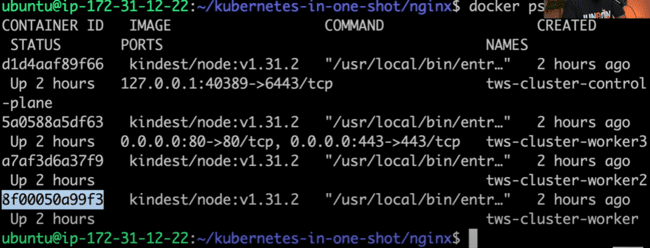 ubuntu@ip-172-31-12-22:~/kubernetes-in-one-shot/nginx$ docker ps
CONTAINER ID   IMAGE                  COMMAND                  CREATED
 STATUS       PORTS                                      NAMES
d1d4aaf89f66   kindest/node:v1.31.2   "/usr/local/bin/entr…"   2 hours ago
 Up 2 hours   127.0.0.1:40389->6443/tcp                  tws-cluster-control
-plane
5a0588a5df63   kindest/node:v1.31.2   "/usr/local/bin/entr…"   2 hours ago
 Up 2 hours   0.0.0.0:80->80/tcp, 0.0.0.0:443->443/tcp   tws-cluster-worker3
a7af3d6a37f9   kindest/node:v1.31.2   "/usr/local/bin/entr…"   2 hours ago
 Up 2 hours                                              tws-cluster-worker2
8f00050a99f3   kindest/node:v1.31.2   "/usr/local/bin/entr…"   2 hours ago
 Up 2 hours                                              tws-cluster-worker
ubuntu@ip-172-31-12-22:~/kubernetes-in-one-shot/nginx$